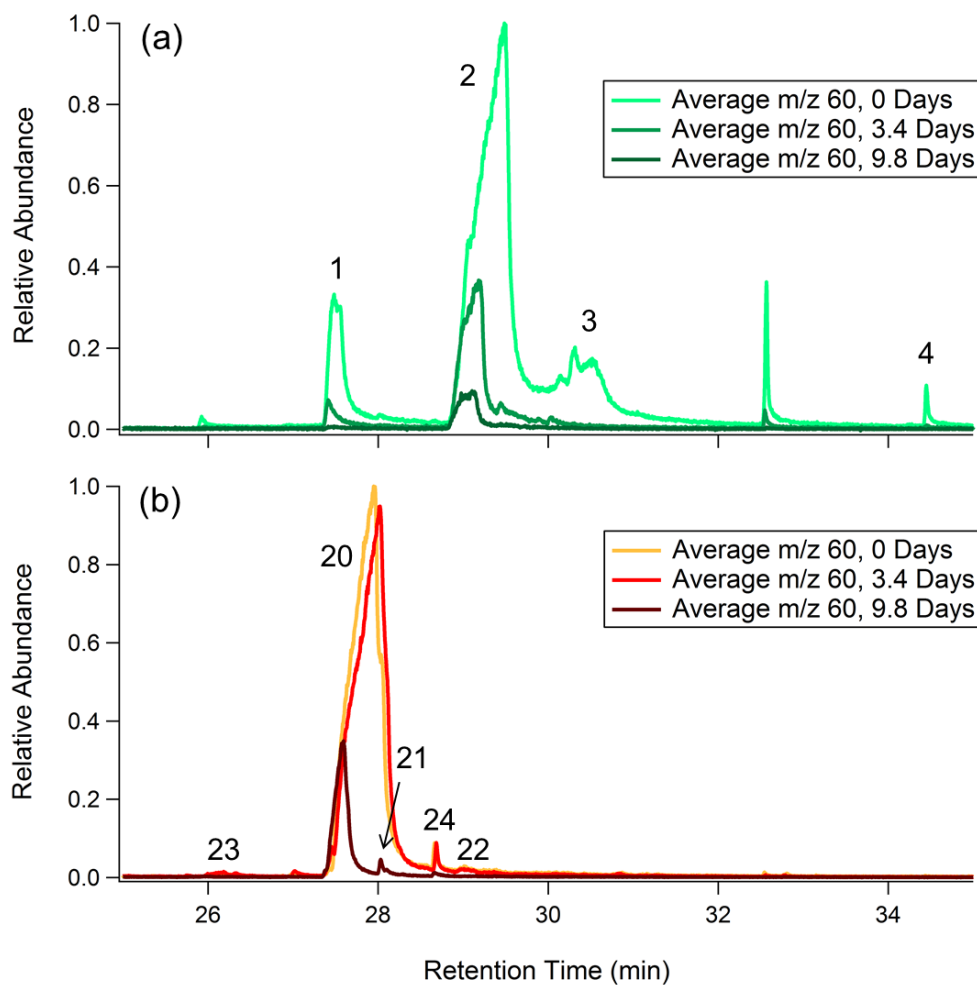 (a)
1.0
0.8
0.6
0.4
0.2
0.0
Relative Abundance
1
2
3
4
Average m/z 60, 0 Days
Average m/z 60, 3.4 Days
Average m/z 60, 9.8 Days
(b)
1.0
0.8
0.6
0.4
0.2
0.0
Relative Abundance
20
21
23
24
22
Average m/z 60, 0 Days
Average m/z 60, 3.4 Days
Average m/z 60, 9.8 Days
26 28 30 32 34
Retention Time (min)